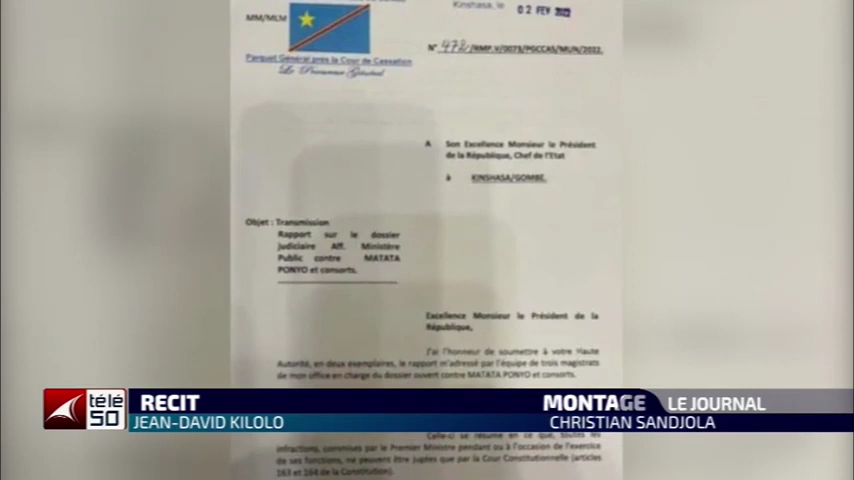 MM/MLM
Kinshasa, le 02 FEV 2022
N° 472/RMP.V/0073/PGCCAS/MUN/2022.
Parquet Général près la Cour de Cassation
Le Procureur Général
A Son Excellence Monsieur le Président
de la République, Chef de l'Etat
à KINSHASA/GOMBE.
Objet : Transmission
Rapport sur le dossier
judiciaire Aff. Ministère
Public contre MATATA
PONYO et consorts.
Excellence Monsieur le Président de la
République,
J'ai l'honneur de soumettre à votre Haute
Autorité, en deux exemplaires, le rapport m'adressé par l'équipe de trois magistrats
de mon office en charge du dossier ouvert contre MATATA PONYO et consorts.
télé 50
RECIT
JEAN-DAVID KILOLO
MONTAGE
CHRISTIAN SANDJOLA
LE JOURNAL
Celle-ci se résume en ce que, toutes les
infractions, commises par le Premier Ministre pendant ou à l'occasion de l'exercice
de ses fonctions, ne peuvent être jugées que par la Cour Constitutionnelle (articles
163 et 164 de la Constitution).